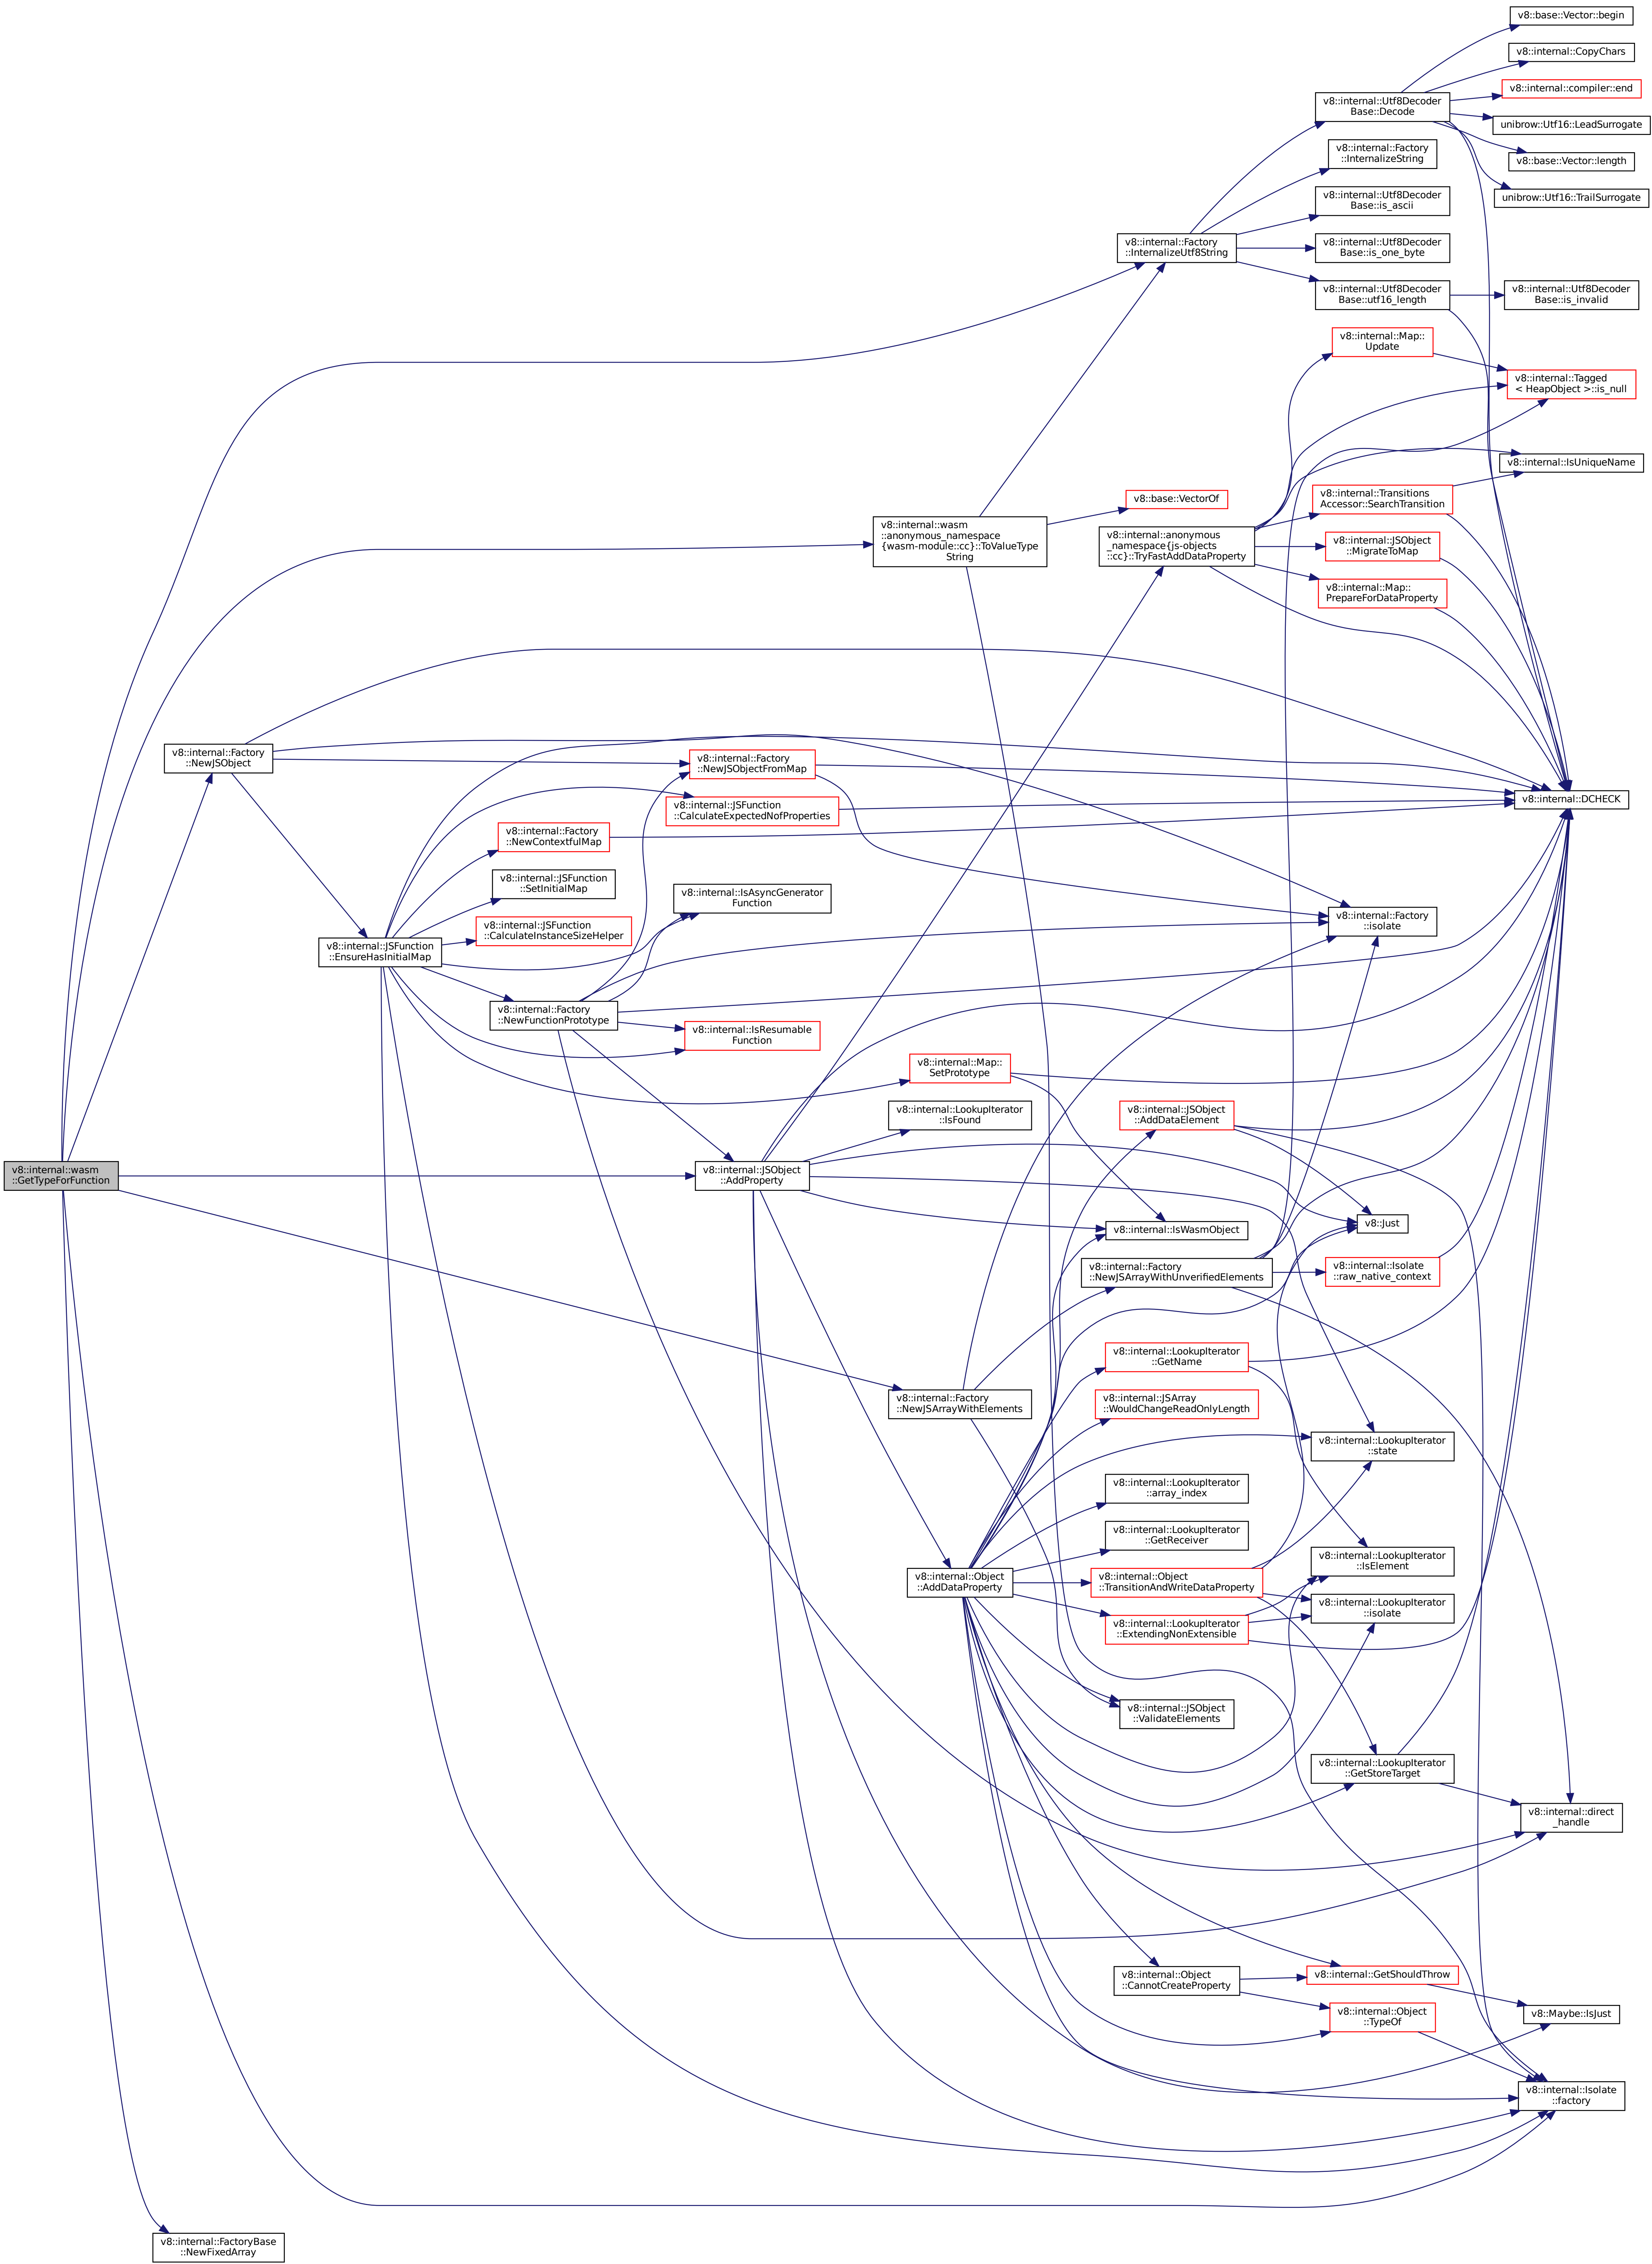 v8::base::Vector::begin
v8::internal::CopyChars
v8::internal::compiler::end
v8::internal::Utf8Decoder
Base::Decode
unibrow::Utf16::LeadSurrogate
v8::base::Vector::length
v8::internal::Factory
::InternalizeString
unibrow::Utf16::TrailSurrogate
v8::internal::Utf8Decoder
Base::is_ascii
v8::internal::Factory
::InternalizeUtf8String
v8::internal::Utf8Decoder
Base::is_one_byte
v8::internal::Utf8Decoder
Base::utf16_length
v8::internal::Utf8Decoder
Base::is_invalid
v8::internal::Map::
Update
v8::internal::Tagged
< HeapObject >::is_null
v8::internal::IsUniqueName
v8::base::VectorOf
v8::internal::Transitions
Accessor::SearchTransition
v8::internal::wasm
::anonymous_namespace
{wasm-module::cc}::ToValueType
String
v8::internal::anonymous
_namespace{js-objects
::cc}::TryFastAddDataProperty
v8::internal::JSObject
::MigrateToMap
v8::internal::Map::
PrepareForDataProperty
v8::internal::Factory
::NewJSObject
v8::internal::Factory
::NewJSObjectFromMap
v8::internal::DCHECK
v8::internal::JSFunction
::CalculateExpectedNofProperties
v8::internal::Factory
::NewContextfulMap
v8::internal::JSFunction
::SetInitialMap
v8::internal::IsAsyncGenerator
Function
v8::internal::Factory
::isolate
v8::internal::JSFunction
::CalculateInstanceSizeHelper
v8::internal::JSFunction
::EnsureHasInitialMap
v8::internal::Factory
::NewFunctionPrototype
v8::internal::IsResumable
Function
v8::internal::Map::
SetPrototype
v8::internal::LookupIterator
::IsFound
v8::internal::JSObject
::AddDataElement
v8::internal::wasm
::GetTypeForFunction
v8::internal::JSObject
::AddProperty
v8::internal::IsWasmObject
v8::Just
v8::internal::Factory
::NewJSArrayWithUnverifiedElements
v8::internal::Isolate
::raw_native_context
v8::internal::LookupIterator
::GetName
v8::internal::Factory
::NewJSArrayWithElements
v8::internal::JSArray
::WouldChangeReadOnlyLength
v8::internal::LookupIterator
::state
v8::internal::LookupIterator
::array_index
v8::internal::LookupIterator
::GetReceiver
v8::internal::LookupIterator
::IsElement
v8::internal::Object
::AddDataProperty
v8::internal::Object
::TransitionAndWriteDataProperty
v8::internal::LookupIterator
::isolate
v8::internal::LookupIterator
::ExtendingNonExtensible
v8::internal::JSObject
::ValidateElements
v8::internal::LookupIterator
::GetStoreTarget
v8::internal::direct
_handle
v8::internal::Object
::CannotCreateProperty
v8::internal::GetShouldThrow
v8::internal::Object
::TypeOf
v8::Maybe::IsJust
v8::internal::Isolate
::factory
v8::internal::FactoryBase
::NewFixedArray